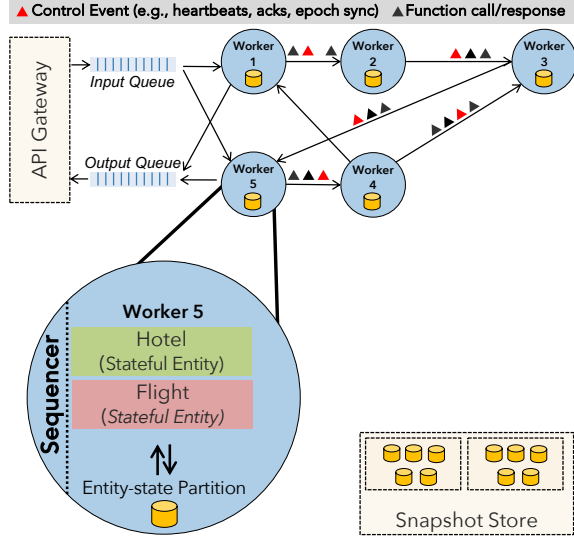 Control Event (e.g., heartbeats, acks, epoch sync) Function call/response
API Gateway
Input Queue
Output Queue
Worker
1
Worker
2
Worker
3
Worker
5
Worker
4
Sequencer
Worker 5
Hotel
(Stateful Entity)
Flight
(Stateful Entity)
Entity-state Partition
Snapshot Store